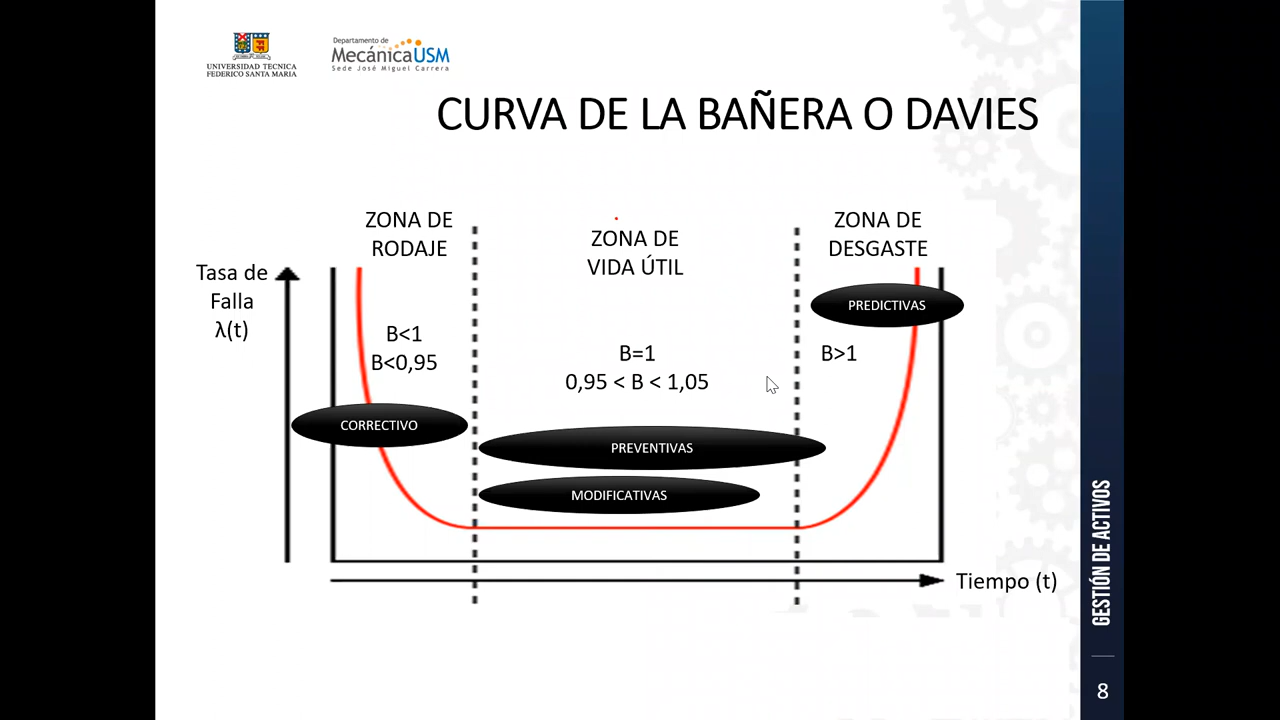 UNIVERSIDAD TECNICA
FEDERICO SANTA MARIA
Departamento de
MecánicaUSM
Sede José Miguel Carrera
CURVA DE LA BAÑERA O DAVIES
ZONA DE
RODAJE
ZONA DE
VIDA ÚTIL
ZONA DE
DESGASTE
Tasa de
Falla
λ(t)
B<1
B<0,95
B=1
0,95 < B < 1,05
B>1
PREDICTIVAS
CORRECTIVO
PREVENTIVAS
MODIFICATIVAS
Tiempo (t)
GESTIÓN DE ACTIVOS
8